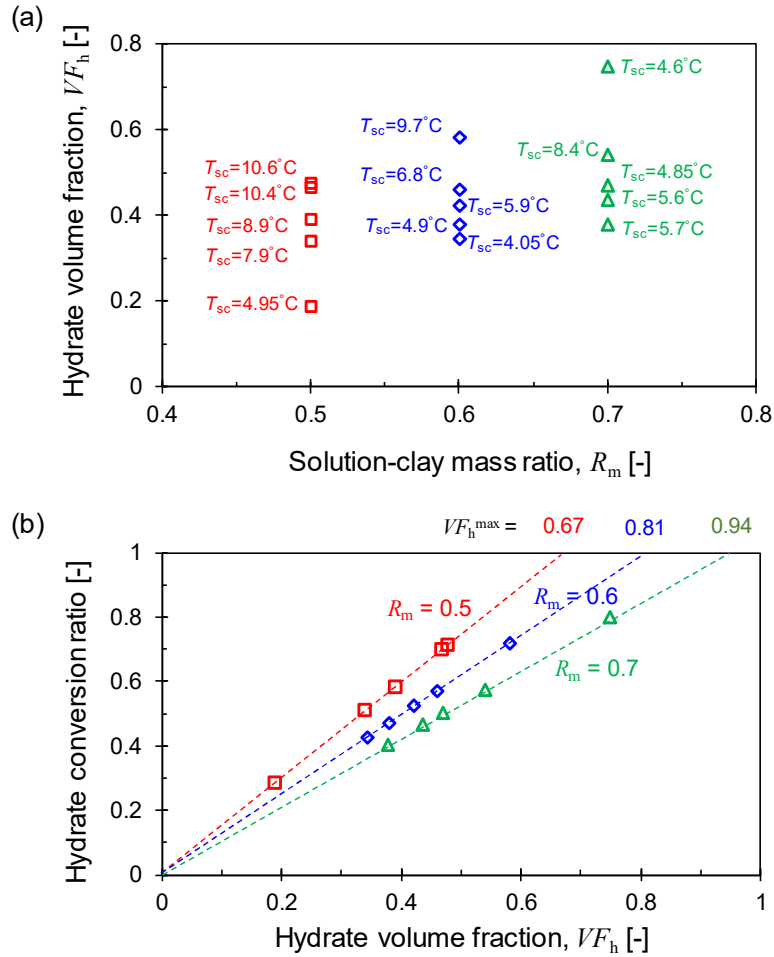 (a)
Hydrate volume fraction, VFₕ [-]
0.8
0.6
0.4
0.2
0
Tsc=10.6°C
Tsc=10.4°C
Tsc=8.9°C
Tsc=7.9°C
Tsc=4.95°C
Tsc=9.7°C
Tsc=6.8°C
Tsc=5.9°C
Tsc=4.9°C
Tsc=4.05°C
Tsc=4.6°C
Tsc=8.4°C
Tsc=4.85°C
Tsc=5.6°C
Tsc=5.7°C
0.4 0.5 0.6 0.7 0.8
Solution-clay mass ratio, Rm [-]
(b)
VFₕᵐᵃˣ = 0.67 0.81 0.94
Hydrate conversion ratio [-]
1
0.8
0.6
0.4
0.2
0
Rm = 0.5
Rm = 0.6
Rm = 0.7
0 0.2 0.4 0.6 0.8 1
Hydrate volume fraction, VFₕ [-]